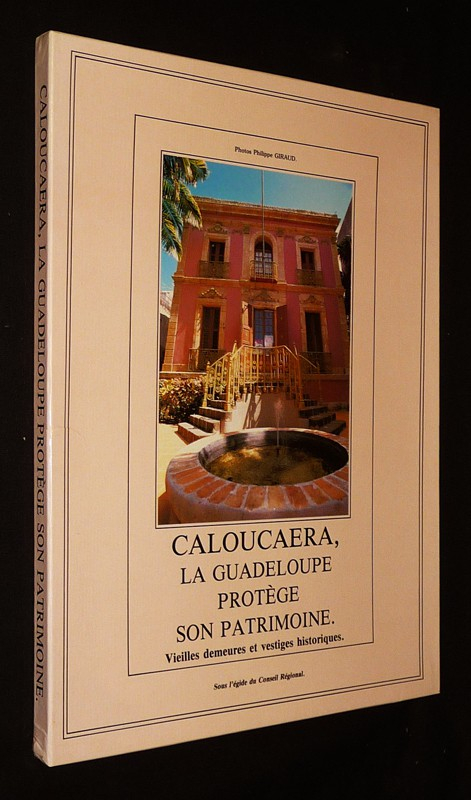 CALOUCAERA, LA GUADELOUPE PROTÈGE SON PATRIMOINE.
Photos Philippe GIRAUD.
CALOUCAERA,
LA GUADELOUPE
PROTÈGE
SON PATRIMOINE.
Vieilles demeures et vestiges historiques.
Sous l'égide du Conseil Régional.